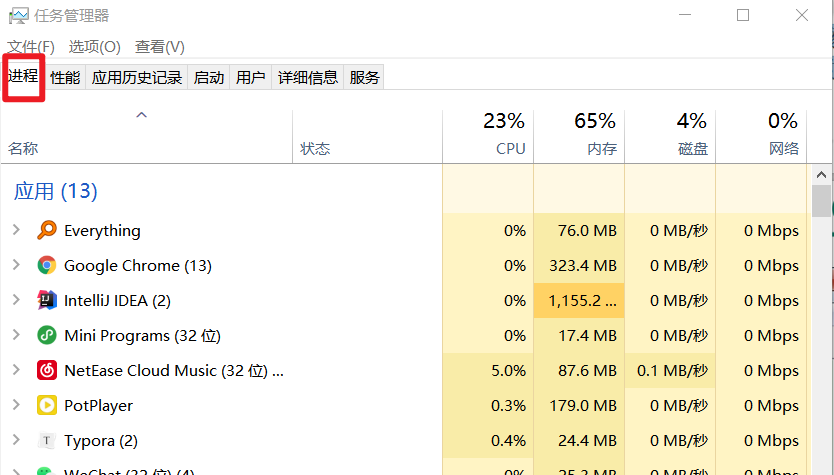 任务管理器
文件(F) 选项(O) 查看(V)
进程 性能 应用历史记录 启动 用户 详细信息 服务
23% 65% 4% 0%
名称 状态 CPU 内存 磁盘 网络
应用 (13)
Everything 0% 76.0 MB 0 MB/秒 0 Mbps
Google Chrome (13) 0% 323.4 MB 0 MB/秒 0 Mbps
IntelliJ IDEA (2) 0% 1,155.2 ... 0 MB/秒 0 Mbps
Mini Programs (32 位) 0% 17.4 MB 0 MB/秒 0 Mbps
NetEase Cloud Music (32 位) ... 5.0% 87.6 MB 0.1 MB/秒 0 Mbps
PotPlayer 0.3% 179.0 MB 0 MB/秒 0 Mbps
Typora (2) 0.4% 24.4 MB 0 MB/秒 0 Mbps
WeChat (32 位) (4) 0% 25.3 MB 0 MB/秒 0 Mbps